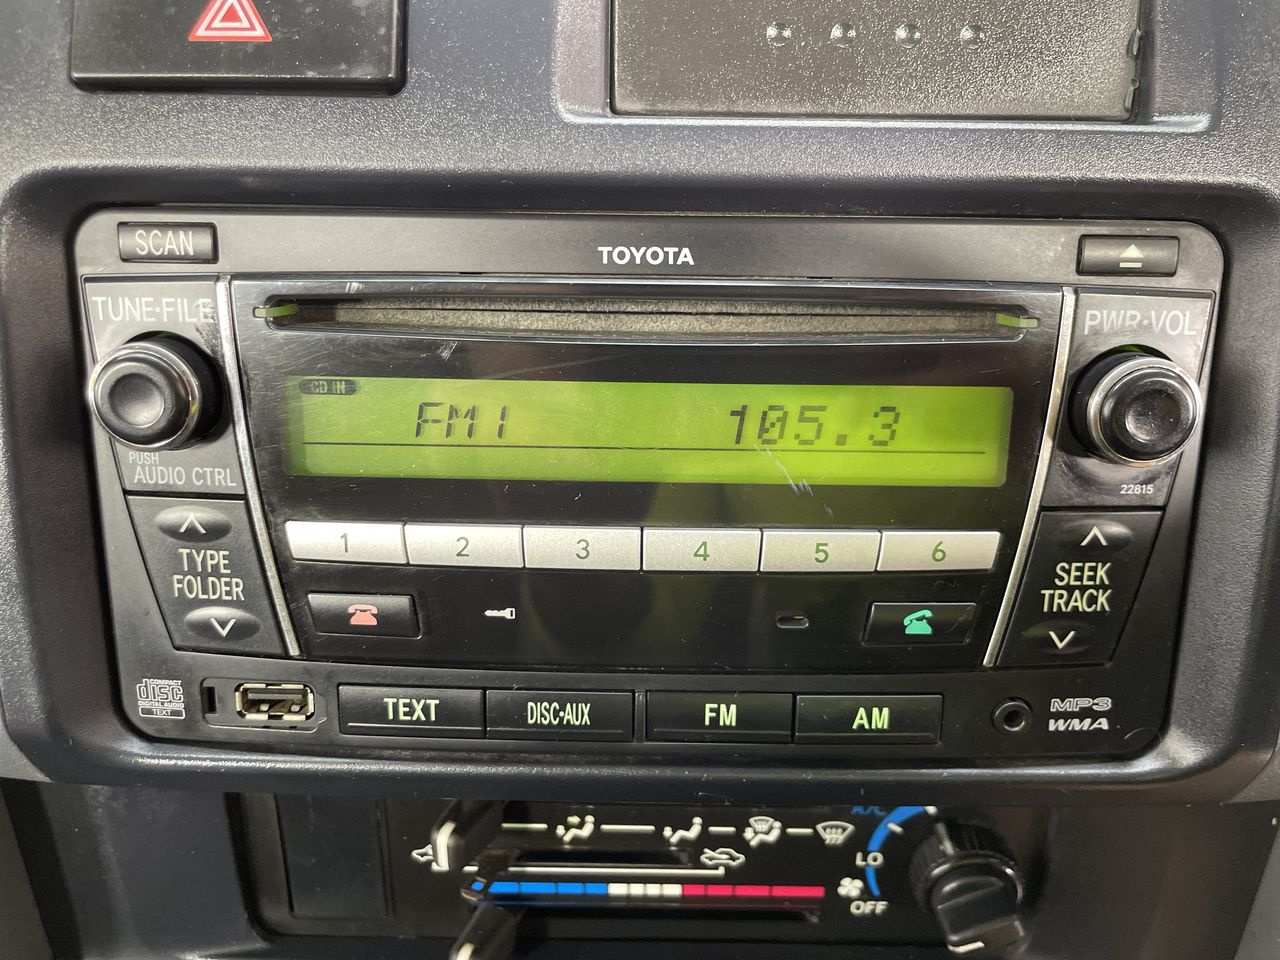 SCAN
TOYOTA
TUNE·FILE
PWR·VOL
CD IN
FM1
105.3
PUSH
AUDIO CTRL
22815
1
2
3
4
5
6
TYPE
FOLDER
SEEK
TRACK
COMPACT
disc
DIGITAL AUDIO
TEXT
TEXT
DISC·AUX
FM
AM
MP3
WMA
A/C
LO
OFF